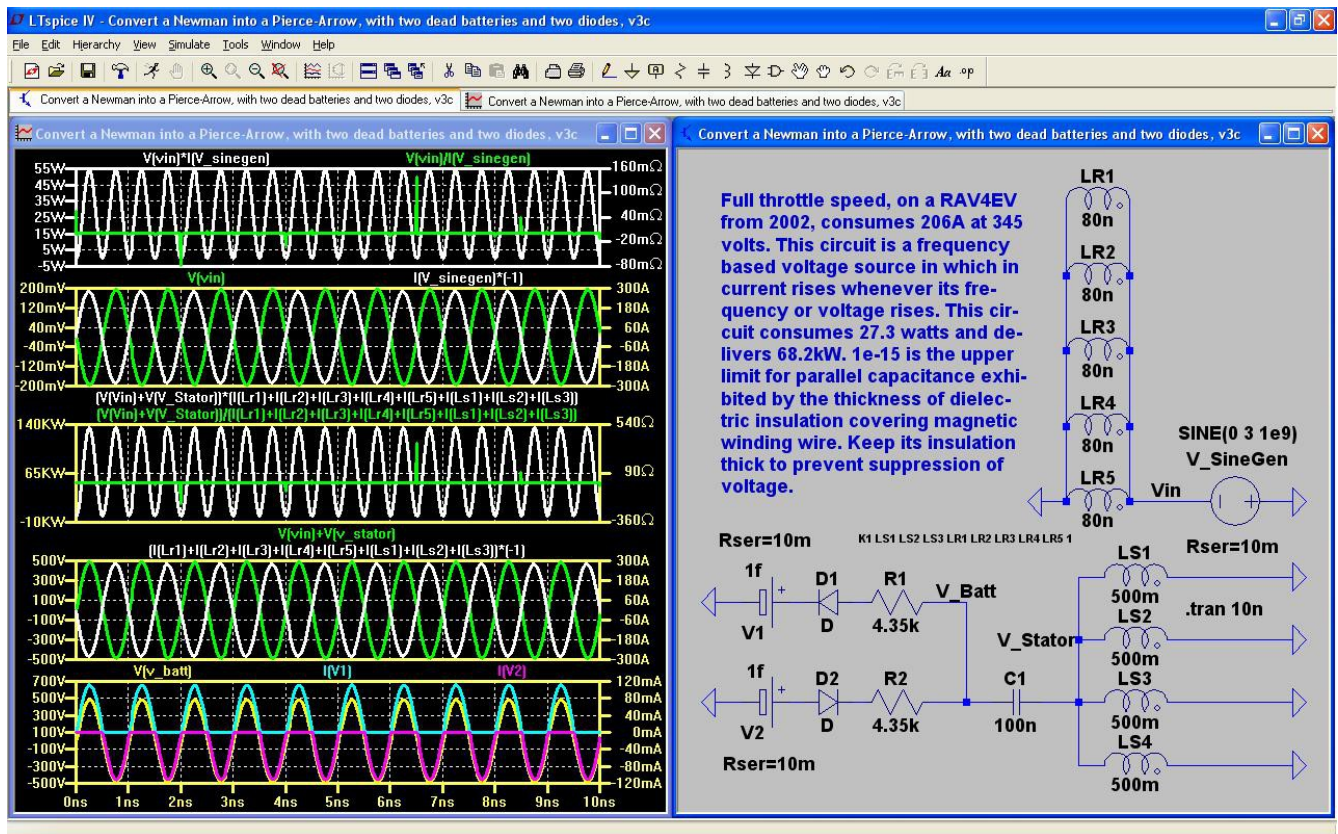 LTspice IV - Convert a Newman into a Pierce-Arrow, with two dead batteries and two diodes, v3c
File Edit Hierarchy View Simulate Tools Window Help
Aa .op
Convert a Newman into a Pierce-Arrow, with two dead batteries and two diodes, v3c Convert a Newman into a Pierce-Arrow, with two dead batteries and two diodes, v3c
Convert a Newman into a Pierce-Arrow, with two dead batteries and two diodes, v3c
V(vin)*I(V_sinegen) V(vin)/I(V_sinegen)
55W 160mΩ
45W 100mΩ
35W
25W 40mΩ
15W -20mΩ
5W
-5W -80mΩ
V(vin) I(V_sinegen)*(-1)
200mV 300A
120mV 180A
40mV 60A
-40mV -60A
-120mV -180A
-200mV -300A
(V(Vin)+V(V_Stator))*(I(Lr1)+I(Lr2)+I(Lr3)+I(Lr4)+I(Lr5)+I(Ls1)+I(Ls2)+I(Ls3))
(V(Vin)+V(V_Stator))/(I(Lr1)+I(Lr2)+I(Lr3)+I(Lr4)+I(Lr5)+I(Ls1)+I(Ls2)+I(Ls3))
140KW 540Ω
65KW 90Ω
-10KW -360Ω
V(vin)+V(v_stator)
(I(Lr1)+I(Lr2)+I(Lr3)+I(Lr4)+I(Lr5)+I(Ls1)+I(Ls2)+I(Ls3))*(-1)
500V 300A
300V 180A
100V 60A
-100V -60A
-300V -180A
-500V -300A
V(v_batt) I(V1) I(V2)
700V 120mA
500V 80mA
300V 40mA
100V 0mA
-100V -40mA
-300V -80mA
-500V -120mA
0ns 1ns 2ns 3ns 4ns 5ns 6ns 7ns 8ns 9ns 10ns
Convert a Newman into a Pierce-Arrow, with two dead batteries and two diodes, v3c
Full throttle speed, on a RAV4EV
from 2002, consumes 206A at 345
volts. This circuit is a frequency
based voltage source in which in
current rises whenever its fre-
quency or voltage rises. This cir-
cuit consumes 27.3 watts and de-
livers 68.2kW. 1e-15 is the upper
limit for parallel capacitance exhi-
bited by the thickness of dielec-
tric insulation covering magnetic
winding wire. Keep its insulation
thick to prevent suppression of
voltage.
LR1
80n
LR2
80n
LR3
80n
LR4
80n
LR5
80n
SINE(0 3 1e9)
V_SineGen
Vin
Rser=10m
K1 LS1 LS2 LS3 LR1 LR2 LR3 LR4 LR5 1
Rser=10m
1f
+
V1
D1
D
R1
4.35k
V_Batt
1f
+
V2
D2
D
R2
4.35k
Rser=10m
C1
100n
V_Stator
LS1
500m
.tran 10n
LS2
500m
LS3
500m
LS4
500m